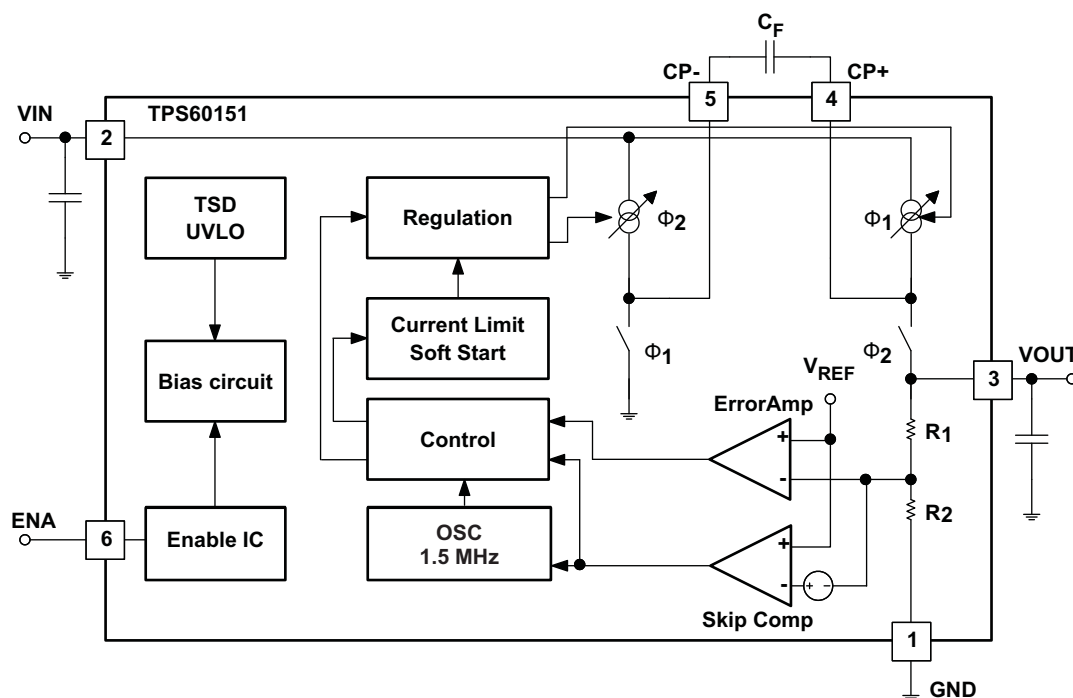 CF
CP-
CP+
5
4
VIN
TPS60151
2
TSD
UVLO
Regulation
Φ2
Φ1
Current Limit
Soft Start
Bias circuit
Φ1
Φ2
VREF
3
VOUT
ErrorAmp
Control
+
-
R1
R2
ENA
6
Enable IC
OSC
1.5 MHz
+
-
+ -
Skip Comp
1
GND